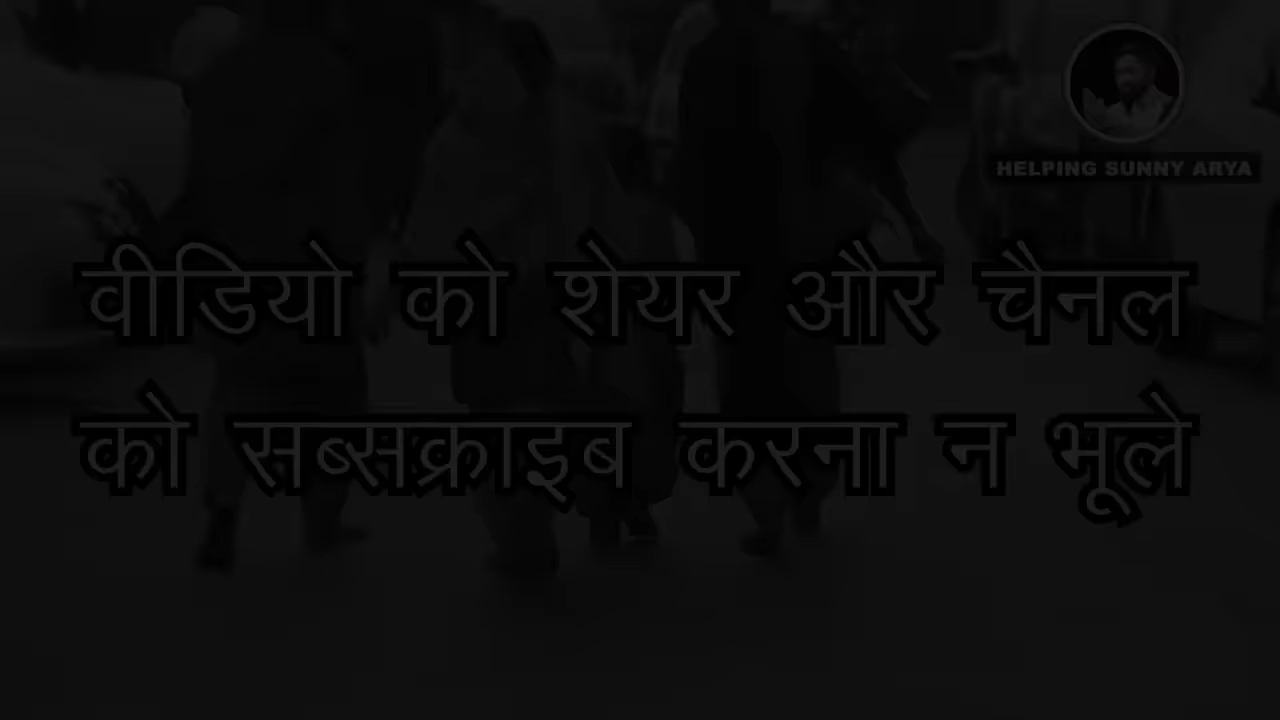 HELPING SUNNY ARYA
वीडियो को शेयर और चैनल
को सब्सक्राइब करना न भूले